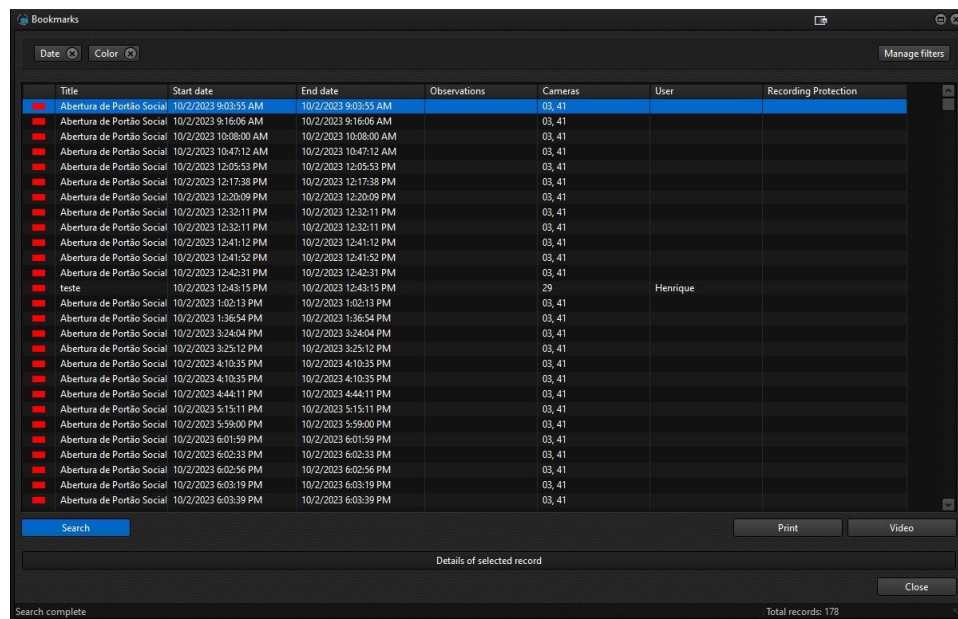 Bookmarks
Date Color Manage filters
Title Start date End date Observations Cameras User Recording Protection
Abertura de Portão Social 10/2/2023 9:03:55 AM 10/2/2023 9:03:55 AM 03, 41
Abertura de Portão Social 10/2/2023 9:16:06 AM 10/2/2023 9:16:06 AM 03, 41
Abertura de Portão Social 10/2/2023 10:08:00 AM 10/2/2023 10:08:00 AM 03, 41
Abertura de Portão Social 10/2/2023 10:47:12 AM 10/2/2023 10:47:12 AM 03, 41
Abertura de Portão Social 10/2/2023 12:05:53 PM 10/2/2023 12:05:53 PM 03, 41
Abertura de Portão Social 10/2/2023 12:17:38 PM 10/2/2023 12:17:38 PM 03, 41
Abertura de Portão Social 10/2/2023 12:20:09 PM 10/2/2023 12:20:09 PM 03, 41
Abertura de Portão Social 10/2/2023 12:32:11 PM 10/2/2023 12:32:11 PM 03, 41
Abertura de Portão Social 10/2/2023 12:32:11 PM 10/2/2023 12:32:11 PM 03, 41
Abertura de Portão Social 10/2/2023 12:41:12 PM 10/2/2023 12:41:12 PM 03, 41
Abertura de Portão Social 10/2/2023 12:41:52 PM 10/2/2023 12:41:52 PM 03, 41
Abertura de Portão Social 10/2/2023 12:42:31 PM 10/2/2023 12:42:31 PM 03, 41
teste 10/2/2023 12:43:15 PM 10/2/2023 12:43:15 PM 29 Henrique
Abertura de Portão Social 10/2/2023 1:02:13 PM 10/2/2023 1:02:13 PM 03, 41
Abertura de Portão Social 10/2/2023 1:36:54 PM 10/2/2023 1:36:54 PM 03, 41
Abertura de Portão Social 10/2/2023 3:24:04 PM 10/2/2023 3:24:04 PM 03, 41
Abertura de Portão Social 10/2/2023 3:25:12 PM 10/2/2023 3:25:12 PM 03, 41
Abertura de Portão Social 10/2/2023 4:10:35 PM 10/2/2023 4:10:35 PM 03, 41
Abertura de Portão Social 10/2/2023 4:10:35 PM 10/2/2023 4:10:35 PM 03, 41
Abertura de Portão Social 10/2/2023 4:44:11 PM 10/2/2023 4:44:11 PM 03, 41
Abertura de Portão Social 10/2/2023 5:15:11 PM 10/2/2023 5:15:11 PM 03, 41
Abertura de Portão Social 10/2/2023 5:59:00 PM 10/2/2023 5:59:00 PM 03, 41
Abertura de Portão Social 10/2/2023 6:01:59 PM 10/2/2023 6:01:59 PM 03, 41
Abertura de Portão Social 10/2/2023 6:02:33 PM 10/2/2023 6:02:33 PM 03, 41
Abertura de Portão Social 10/2/2023 6:02:56 PM 10/2/2023 6:02:56 PM 03, 41
Abertura de Portão Social 10/2/2023 6:03:19 PM 10/2/2023 6:03:19 PM 03, 41
Abertura de Portão Social 10/2/2023 6:03:39 PM 10/2/2023 6:03:39 PM 03, 41
Search Print Video
Details of selected record
Close
Search complete Total records: 178